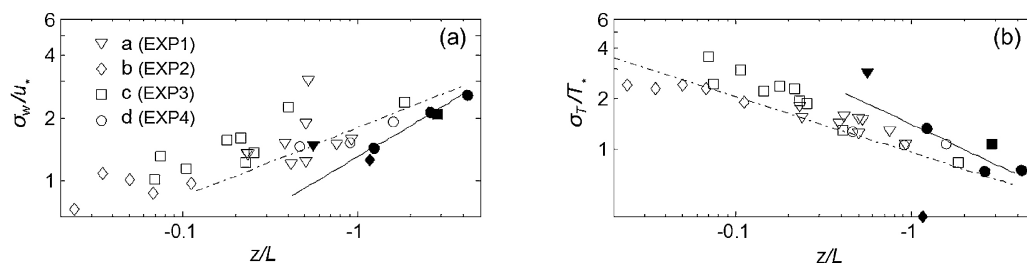 (a)
a (EXP1)
b (EXP2)
c (EXP3)
d (EXP4)
6
4
2
1
σw/u*
-0.1
-1
z/L
(b)
6
4
2
1
σT/T*
-0.1
-1
z/L